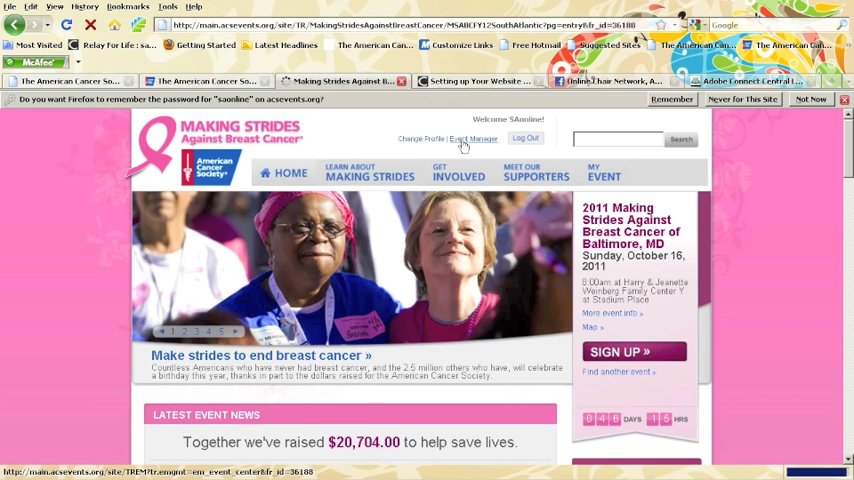 File Edit View History Bookmarks Tools Help
http://main.acsevents.org/site/TR/MakingStridesAgainstBreastCancer/MSABCFY12SouthAtlantic?pg=entry&fr_id=36188
Google
Most Visited Relay For Life : sa... Getting Started Latest Headlines The American Can... Customize Links Free Hotmail Suggested Sites The American Can... The American Can...
McAfee
The American Cancer So... The American Cancer So... Making Strides Against B... Setting up Your Website ... Online Chair Network, A... Adobe Connect Central L...
Do you want Firefox to remember the password for "saonline" on acsevents.org?
Remember Never for This Site Not Now
Welcome SAonline!
Change Profile | Event Manager Log Out
Search
MAKING STRIDES
Against Breast Cancer
American
Cancer
Society
HOME
LEARN ABOUT
MAKING STRIDES
GET
INVOLVED
MEET OUR
SUPPORTERS
MY
EVENT
2011 Making
Strides Against
Breast Cancer of
Baltimore, MD
Sunday, October 16,
2011
8:00am at Harry & Jeanette
Weinberg Family Center Y
at Stadium Place
More event info »
Map »
SIGN UP »
Find another event »
046 DAYS 15 HRS
1 2 3 4 5
Make strides to end breast cancer »
Countless Americans who have never had breast cancer, and the 2.5 million others who have, will celebrate
a birthday this year, thanks in part to the dollars raised for the American Cancer Society.
LATEST EVENT NEWS
Together we've raised $20,704.00 to help save lives.
http://main.acsevents.org/site/TREM?tr.emgmt=em_event_center&fr_id=36188